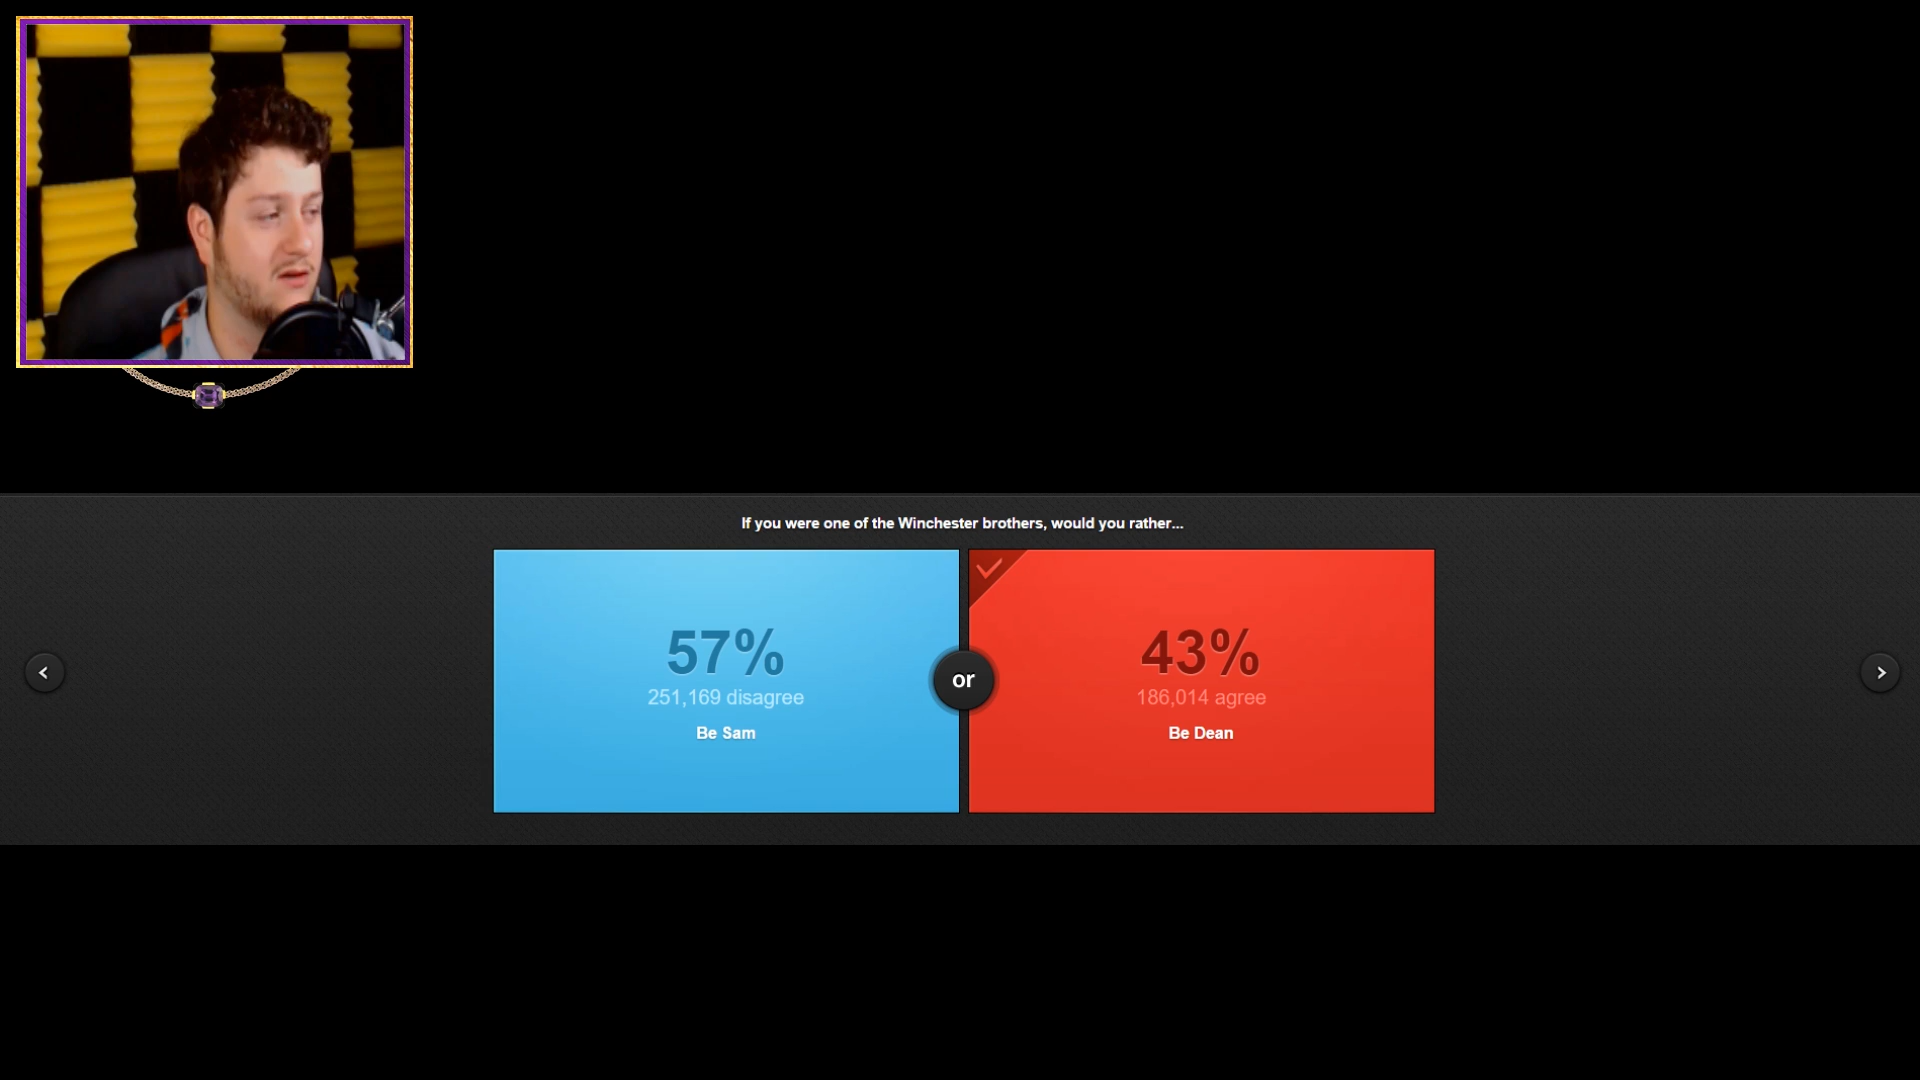 If you were one of the Winchester brothers, would you rather...
57%
251,169 disagree
Be Sam
or
43%
186,014 agree
Be Dean